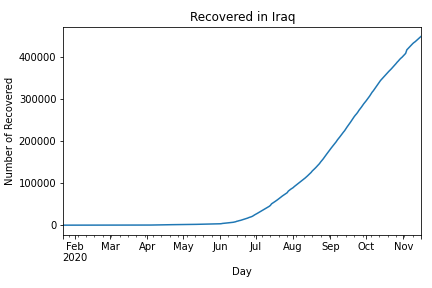 Recovered in Iraq
Number of Recovered
400000
300000
200000
100000
0
Feb Mar Apr May Jun Jul Aug Sep Oct Nov
2020
Day